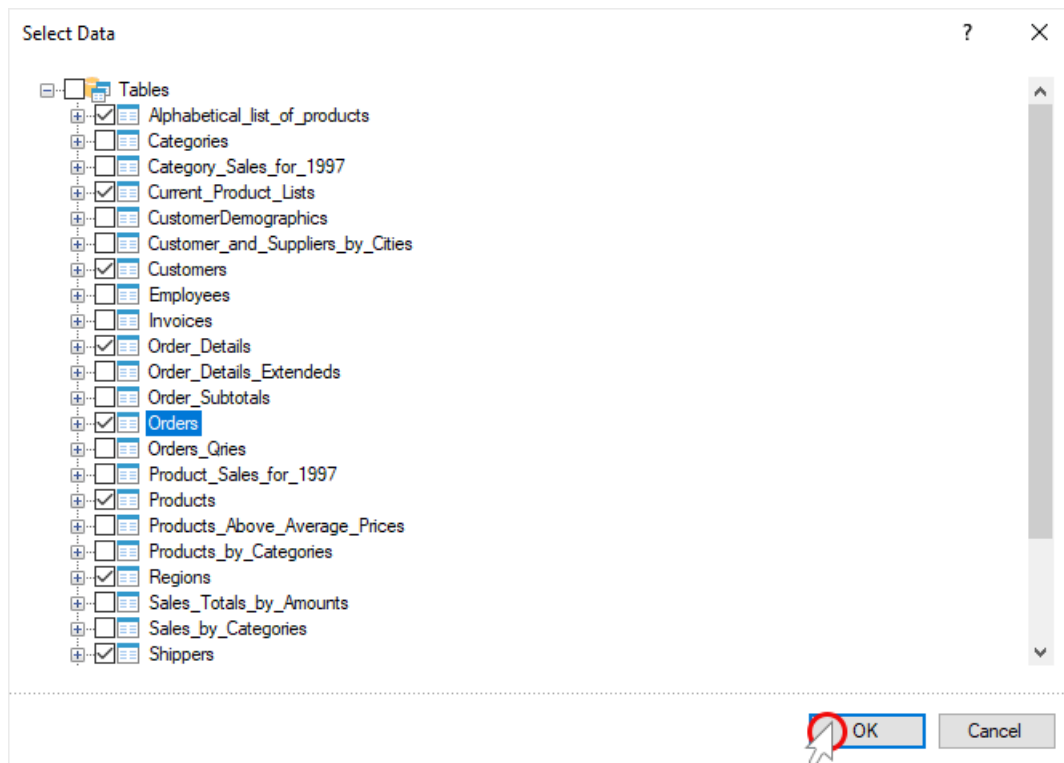 Select Data
?
Tables
Alphabetical_list_of_products
Categories
Category_Sales_for_1997
Current_Product_Lists
CustomerDemographics
Customer_and_Suppliers_by_Cities
Customers
Employees
Invoices
Order_Details
Order_Details_Extendeds
Order_Subtotals
Orders
Orders_Qries
Product_Sales_for_1997
Products
Products_Above_Average_Prices
Products_by_Categories
Regions
Sales_Totals_by_Amounts
Sales_by_Categories
Shippers
OK Cancel